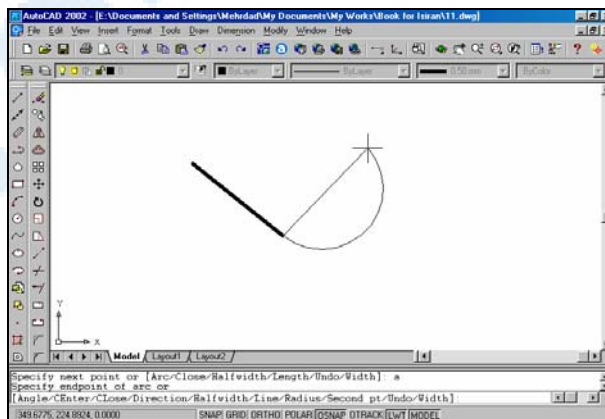 AutoCAD 2002 - [E:\Documents and Settings\Mehrdad\My Documents\My Works\Book for Isiran\11.dwg]
File Edit View Insert Format Tools Draw Dimension Modify Window Help
0 ByLayer ByLayer 0.50 mm ByColor
Y
X
Model Layout1 Layout2
Specify next point or [Arc/Close/Halfwidth/Length/Undo/Width]: a
Specify endpoint of arc or
[Angle/CEnter/CLose/Direction/Halfwidth/Line/Radius/Second pt/Undo/Width]:
349.6775, 224.8924, 0.0000 SNAP GRID ORTHO POLAR OSNAP OTRACK LWT MODEL